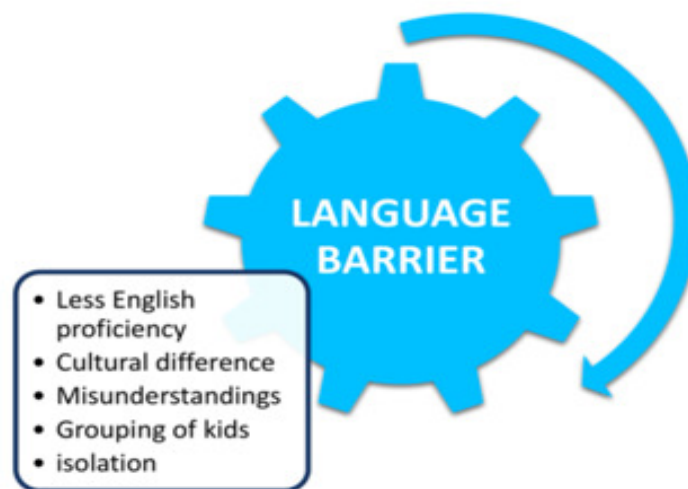 LANGUAGE
BARRIER
• Less English
proficiency
• Cultural difference
• Misunderstandings
• Grouping of kids
• isolation